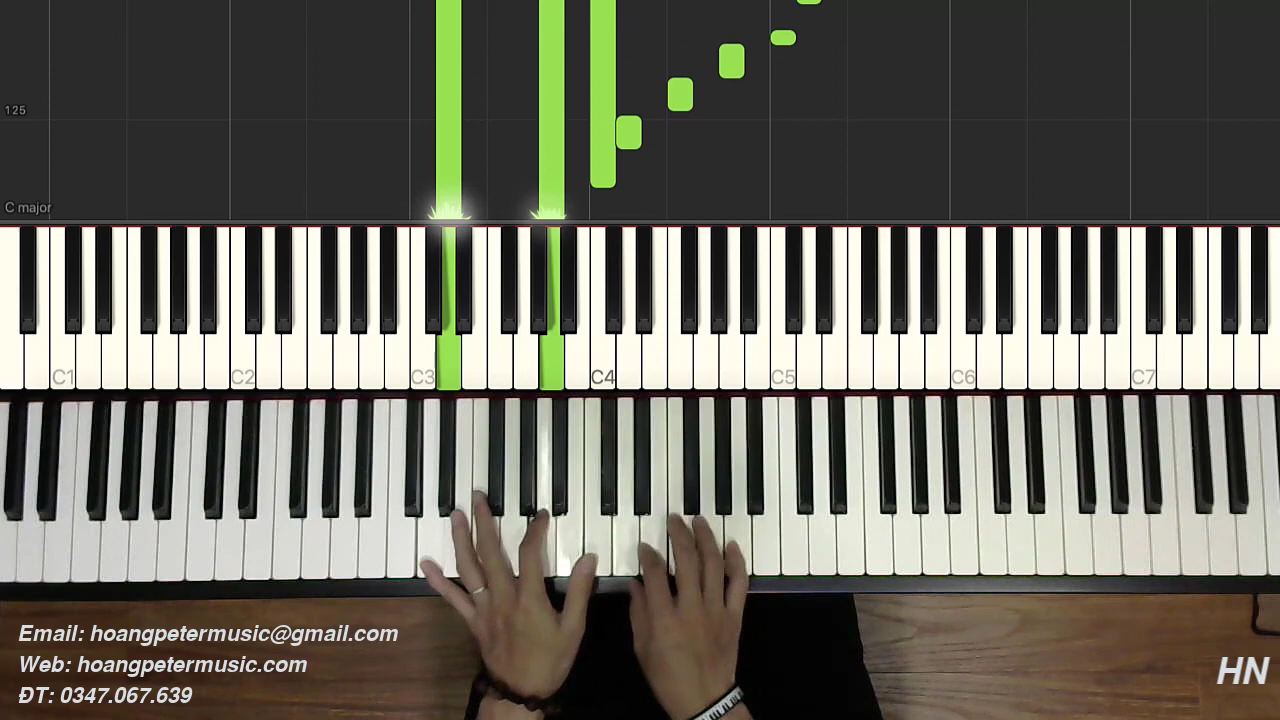 125
C major
C1
C2
C3
C4
C5
C6
C7
Email: hoangpetermusic@gmail.com
Web: hoangpetermusic.com
ĐT: 0347.067.639
HN